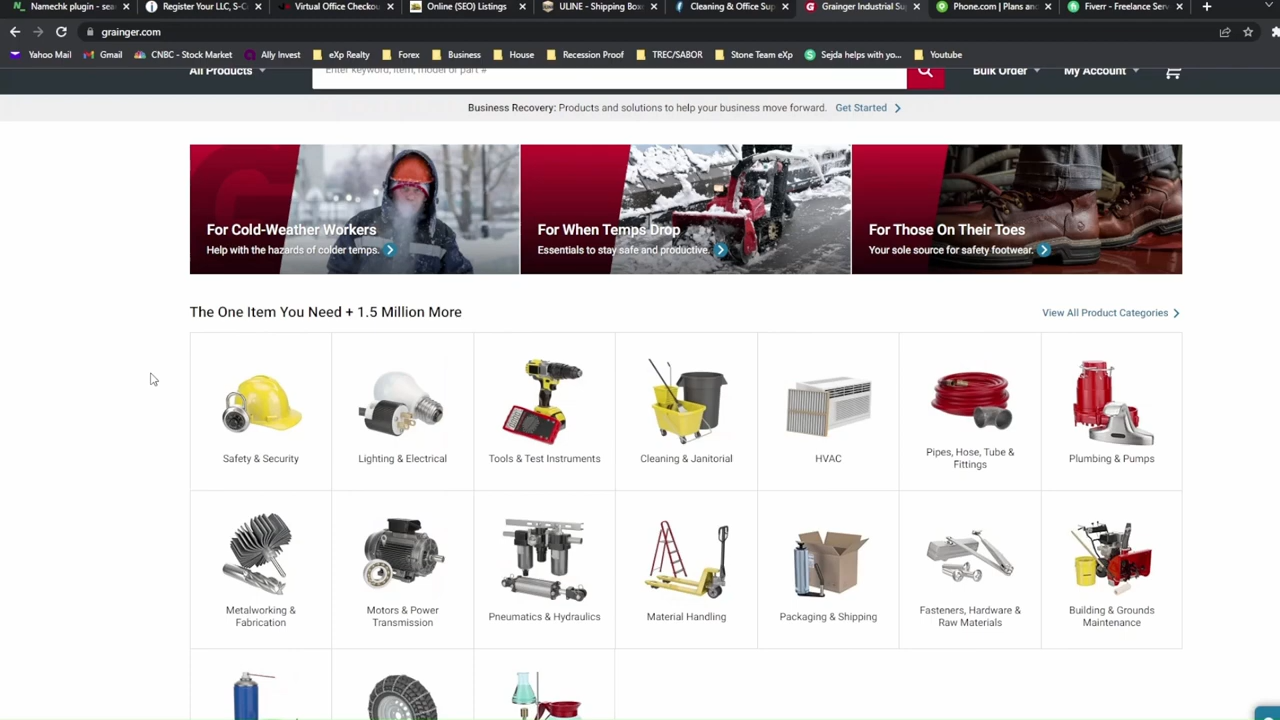 Namechk plugin - sea
Register Your LLC, S-C
Virtual Office Checkou
Online (SEO) Listings
ULINE - Shipping Box
Cleaning & Office Sup
Grainger Industrial Su
Phone.com | Plans and
Fiverr - Freelance Serv
grainger.com
Yahoo Mail
Gmail
CNBC - Stock Market
Ally Invest
eXp Realty
Forex
Business
House
Recession Proof
TREC/SABOR
Stone Team eXp
Sejda helps with yo...
Youtube
All Products
Enter keyword, item, model or part #
Bulk Order
My Account
Business Recovery: Products and solutions to help your business move forward. Get Started
For Cold-Weather Workers
Help with the hazards of colder temps.
For When Temps Drop
Essentials to stay safe and productive.
For Those On Their Toes
Your sole source for safety footwear.
The One Item You Need + 1.5 Million More
View All Product Categories
Safety & Security
Lighting & Electrical
Tools & Test Instruments
Cleaning & Janitorial
HVAC
Pipes, Hose, Tube &
Fittings
Plumbing & Pumps
Metalworking &
Fabrication
Motors & Power
Transmission
Pneumatics & Hydraulics
Material Handling
Packaging & Shipping
Fasteners, Hardware &
Raw Materials
Building & Grounds
Maintenance